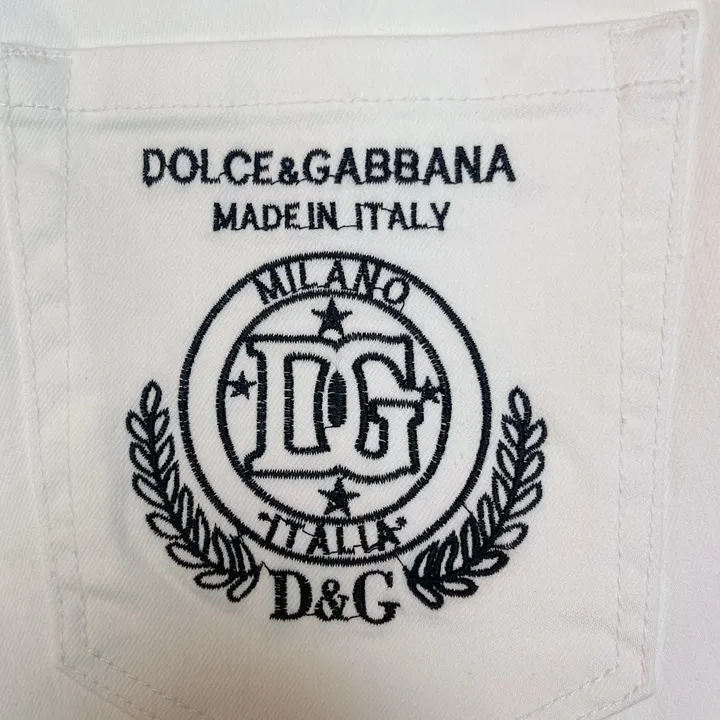 DOLCE&GABBANA
MADE IN ITALY
MILANO
DG
ITALIA
D&G